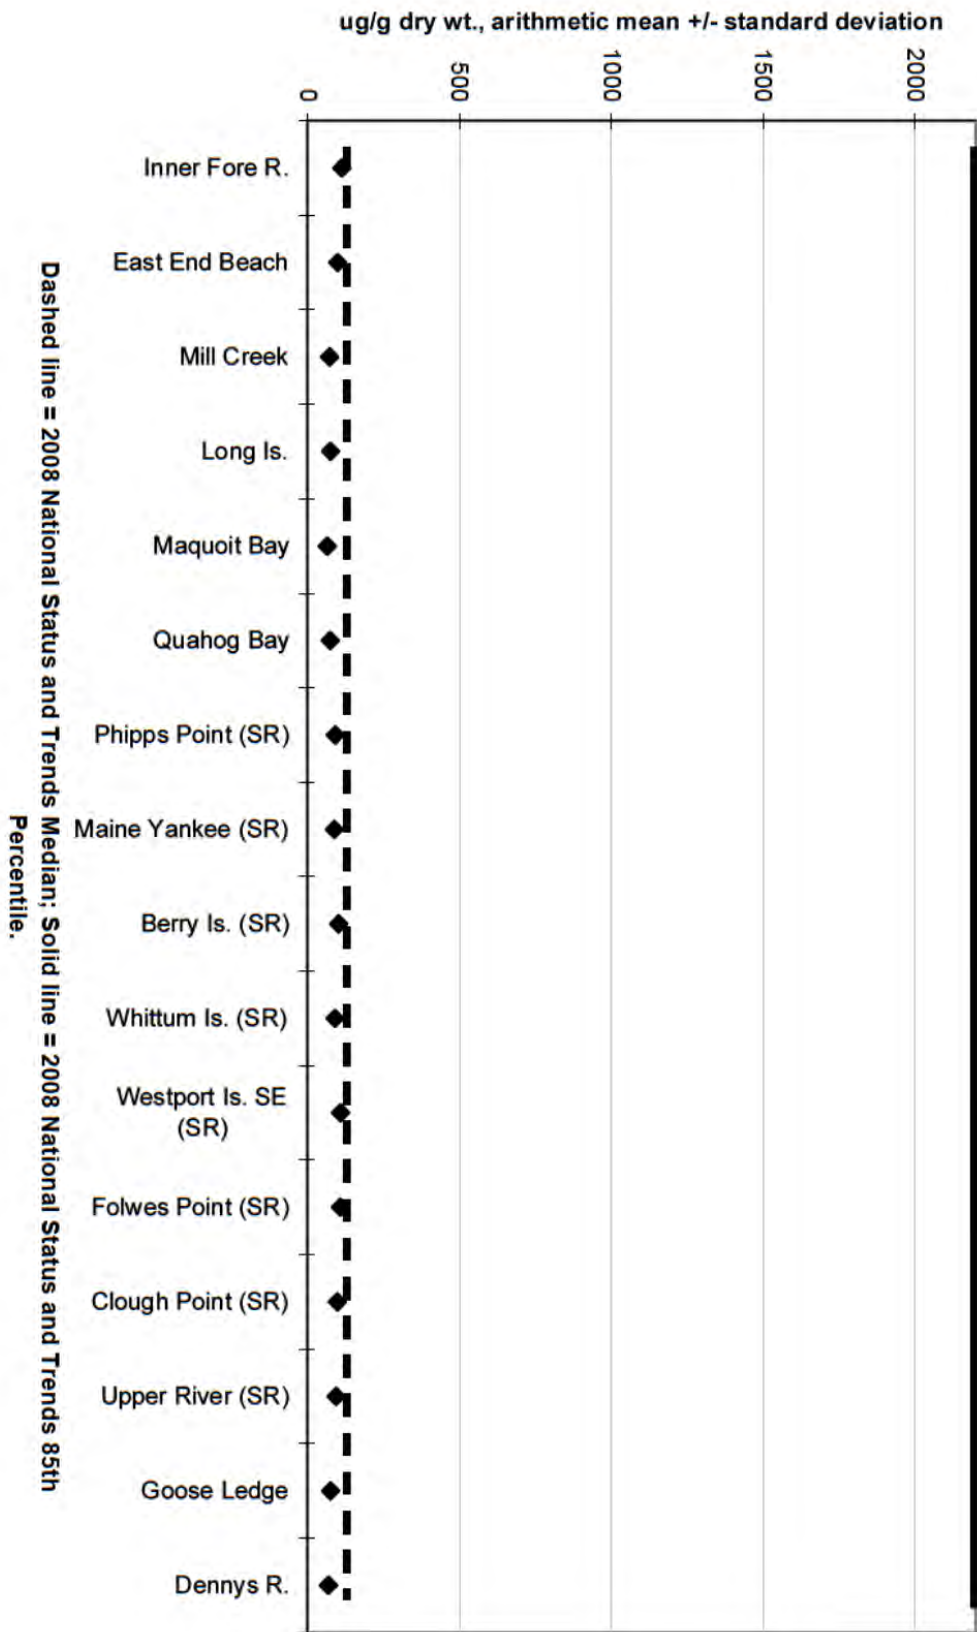 ug/g dry wt., arithmetic mean +/- standard deviation
0
500
1000
1500
2000
Inner Fore R.
East End Beach
Mill Creek
Long Is.
Maquoit Bay
Quahog Bay
Phipps Point (SR)
Maine Yankee (SR)
Berry Is. (SR)
Whittum Is. (SR)
Westport Is. SE
(SR)
Folwes Point (SR)
Clough Point (SR)
Upper River (SR)
Goose Ledge
Dennys R.
Dashed line = 2008 National Status and Trends Median; Solid line = 2008 National Status and Trends 85th
Percentile.